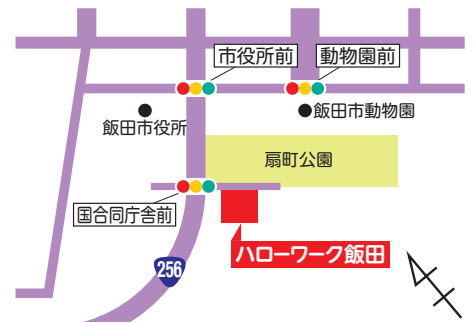 市役所前
動物園前
飯田市役所
飯田市動物園
扇町公園
国合同庁舎前
ハローワーク飯田
256